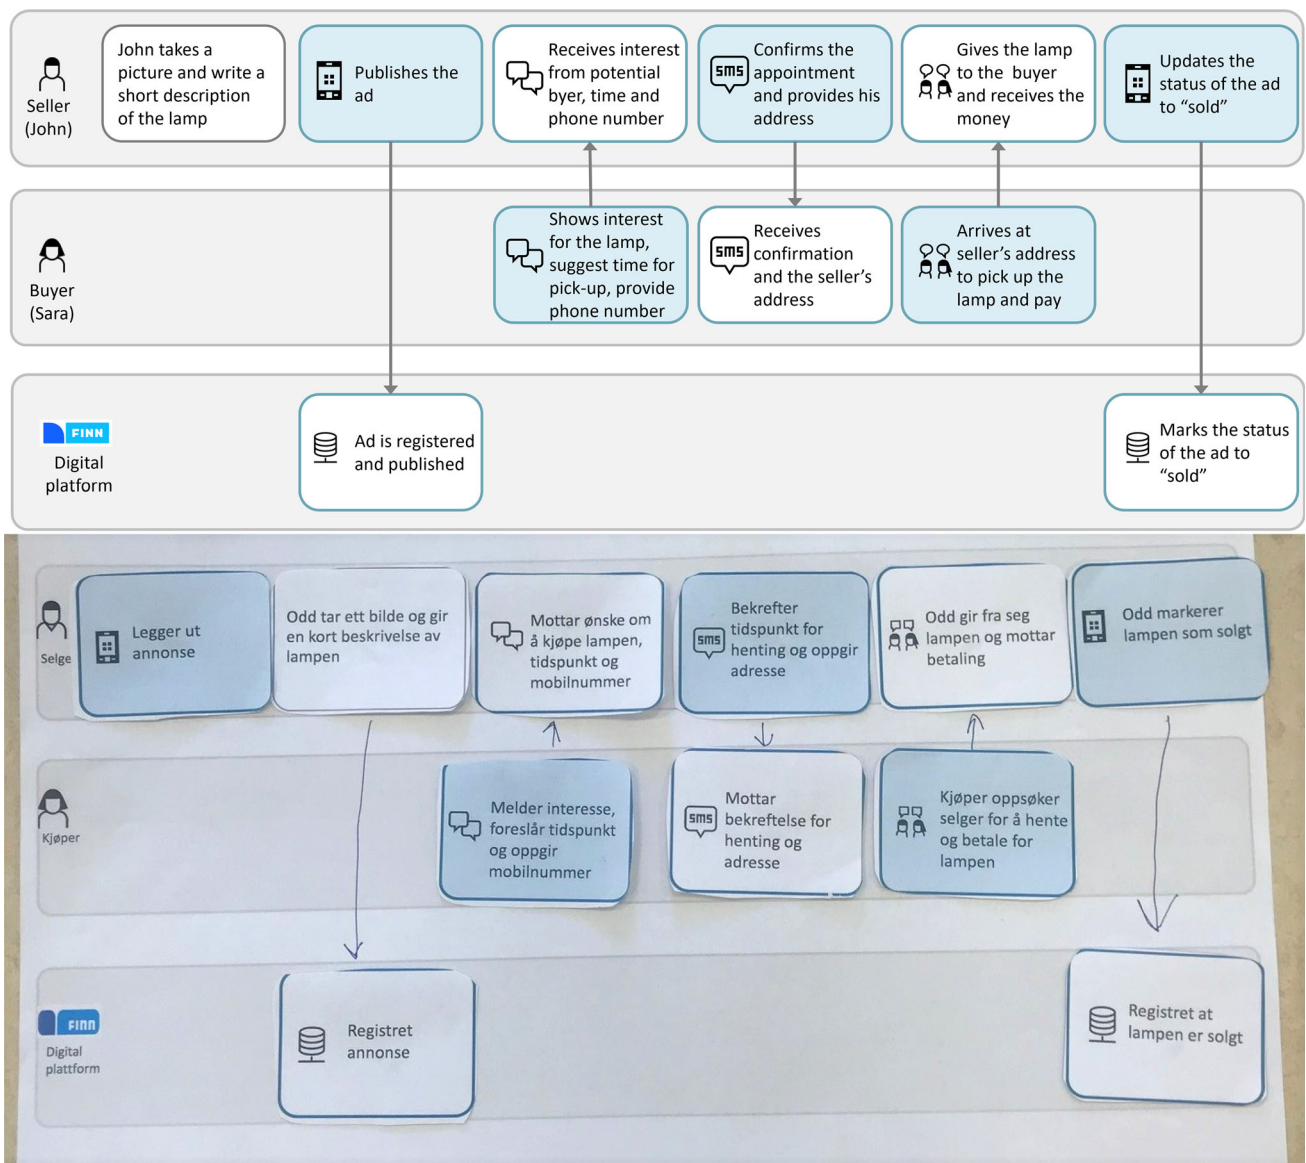 Seller
(John)
John takes a
picture and write a
short description
of the lamp
Publishes the
ad
Receives interest
from potential
byer, time and
phone number
SMS
Confirms the
appointment
and provides his
address
Gives the lamp
to the buyer
and receives the
money
Updates the
status of the ad
to “sold”
Buyer
(Sara)
Shows interest
for the lamp,
suggest time for
pick-up, provide
phone number
SMS
Receives
confirmation
and the seller’s
address
Arrives at
seller’s address
to pick up the
lamp and pay
FINN
Digital
platform
Ad is registered
and published
Marks the status
of the ad to
“sold”
Selge
Legger ut
annonse
Odd tar ett bilde og gir
en kort beskrivelse av
lampen
Mottar ønske om
å kjøpe lampen,
tidspunkt og
mobilnummer
SMS
Bekrefter
tidspunkt for
henting og oppgir
adresse
Odd gir fra seg
lampen og mottar
betaling
Odd markerer
lampen som solgt
Kjøper
Melder interesse,
foreslår tidspunkt
og oppgir
mobilnummer
SMS
Mottar
bekreftelse for
henting og
adresse
Kjøper oppsøker
selger for å hente
og betale for
lampen
FINN
Digital
plattform
Registret
annonse
Registret at
lampen er solgt